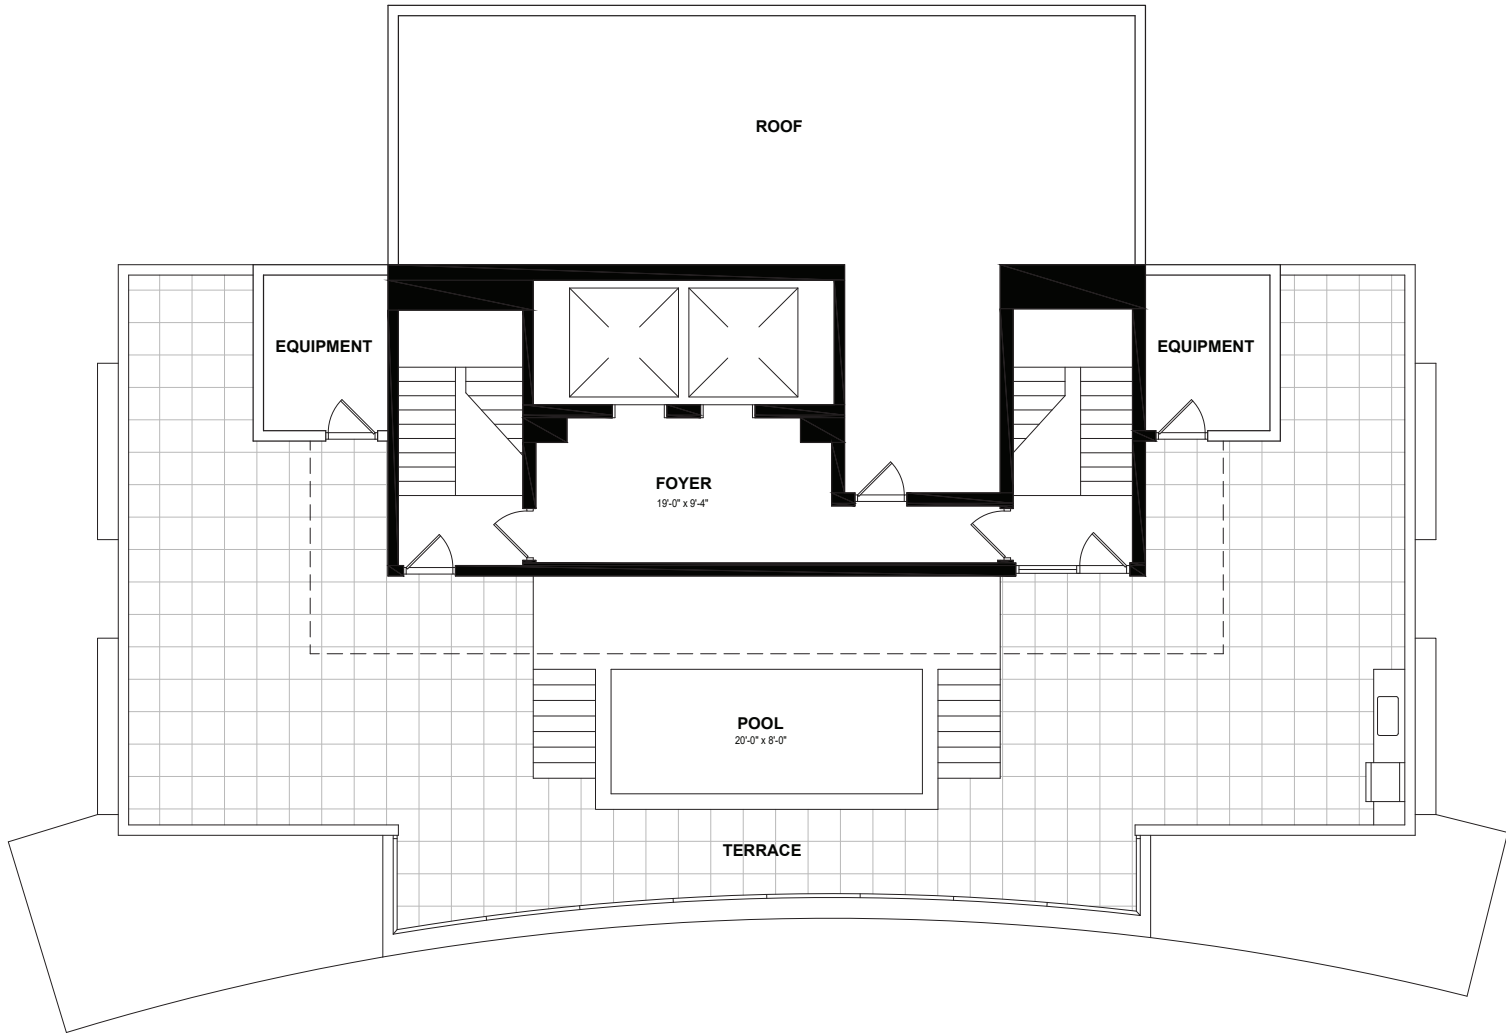 ROOF
EQUIPMENT
EQUIPMENT
FOYER
19'-0" x 9'-4"
POOL
20'-0" x 8'-0"
TERRACE